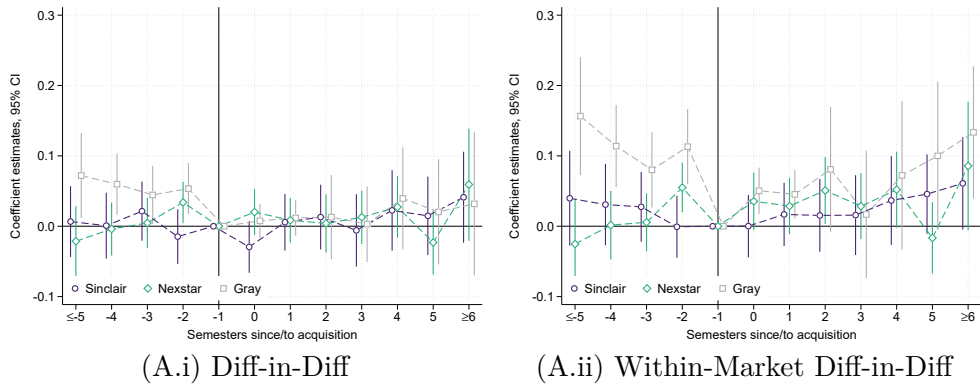 0.3
0.2
0.1
0.0
-0.1
Coefficient estimates, 95% CI
Sinclair Nexstar Gray
≤-5 -4 -3 -2 -1 0 1 2 3 4 5 ≥6
Semesters since/to acquisition
(A.i) Diff-in-Diff
0.3
0.2
0.1
0.0
-0.1
Coefficient estimates, 95% CI
Sinclair Nexstar Gray
≤-5 -4 -3 -2 -1 0 1 2 3 4 5 ≥6
Semesters since/to acquisition
(A.ii) Within-Market Diff-in-Diff